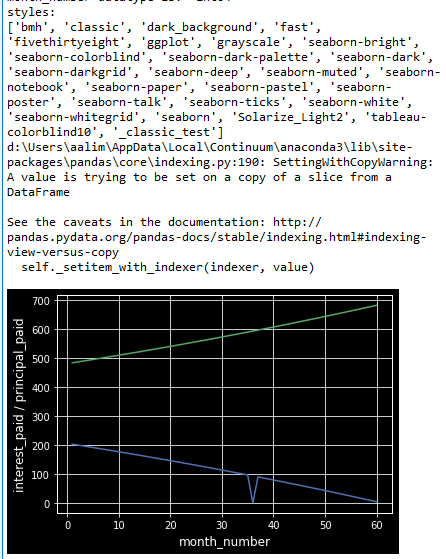 styles:
['bmh', 'classic', 'dark_background', 'fast',
'fivethirtyeight', 'ggplot', 'grayscale', 'seaborn-bright',
'seaborn-colorblind', 'seaborn-dark-palette', 'seaborn-dark',
'seaborn-darkgrid', 'seaborn-deep', 'seaborn-muted', 'seaborn-
notebook', 'seaborn-paper', 'seaborn-pastel', 'seaborn-
poster', 'seaborn-talk', 'seaborn-ticks', 'seaborn-white',
'seaborn-whitegrid', 'seaborn', 'Solarize_Light2', 'tableau-
colorblind10', '_classic_test']
d:\Users\aalim\AppData\Local\Continuum\anaconda3\lib\site-
packages\pandas\core\indexing.py:190: SettingWithCopyWarning:
A value is trying to be set on a copy of a slice from a
DataFrame
See the caveats in the documentation: http://
pandas.pydata.org/pandas-docs/stable/indexing.html#indexing-
view-versus-copy
self._setitem_with_indexer(indexer, value)
700
600
500
400
300
200
100
0
interest_paid / principal_paid
0 10 20 30 40 50 60
month_number